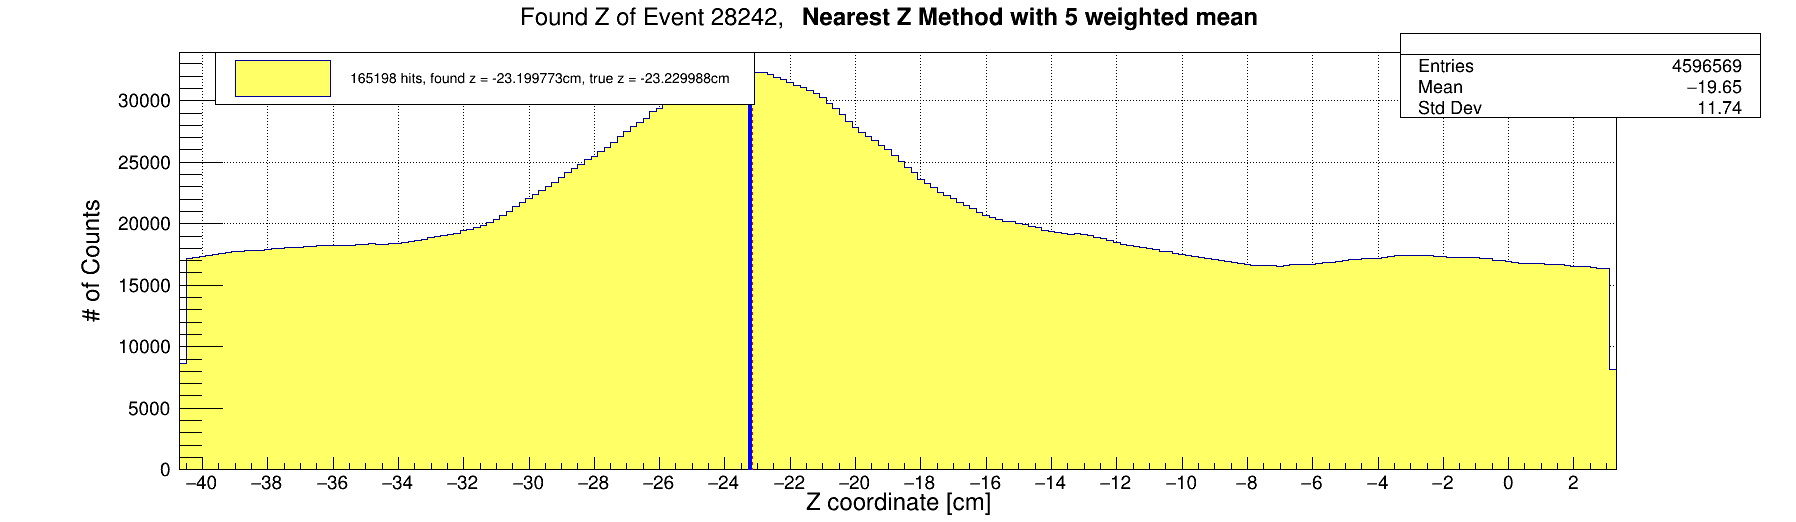 Found Z of Event 28242, Nearest Z Method with 5 weighted mean
165198 hits, found z = -23.199773cm, true z = -23.229988cm
Entries 4596569
Mean −19.65
Std Dev 11.74
# of Counts
30000
25000
20000
15000
10000
5000
0
−40 −38 −36 −34 −32 −30 −28 −26 −24 −22 −20 −18 −16 −14 −12 −10 −8 −6 −4 −2 0 2
Z coordinate [cm]